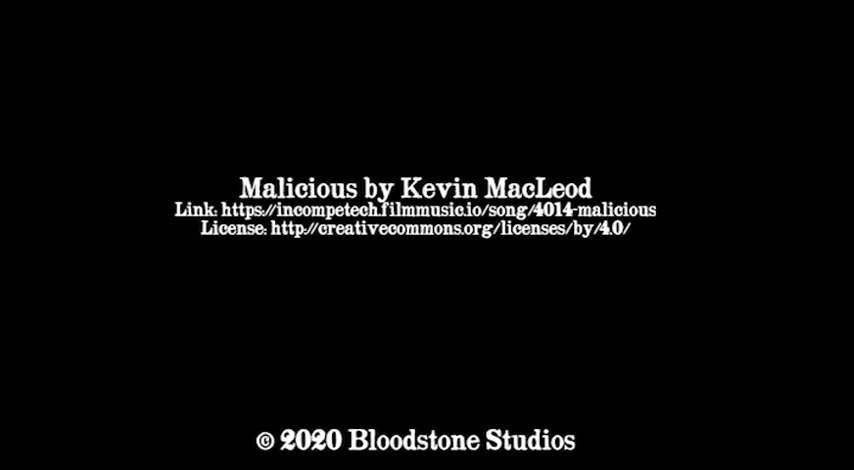 Malicious by Kevin MacLeod
Link: https://incompetech.filmmusic.io/song/4014-malicious
License: http://creativecommons.org/licenses/by/4.0/
© 2020 Bloodstone Studios